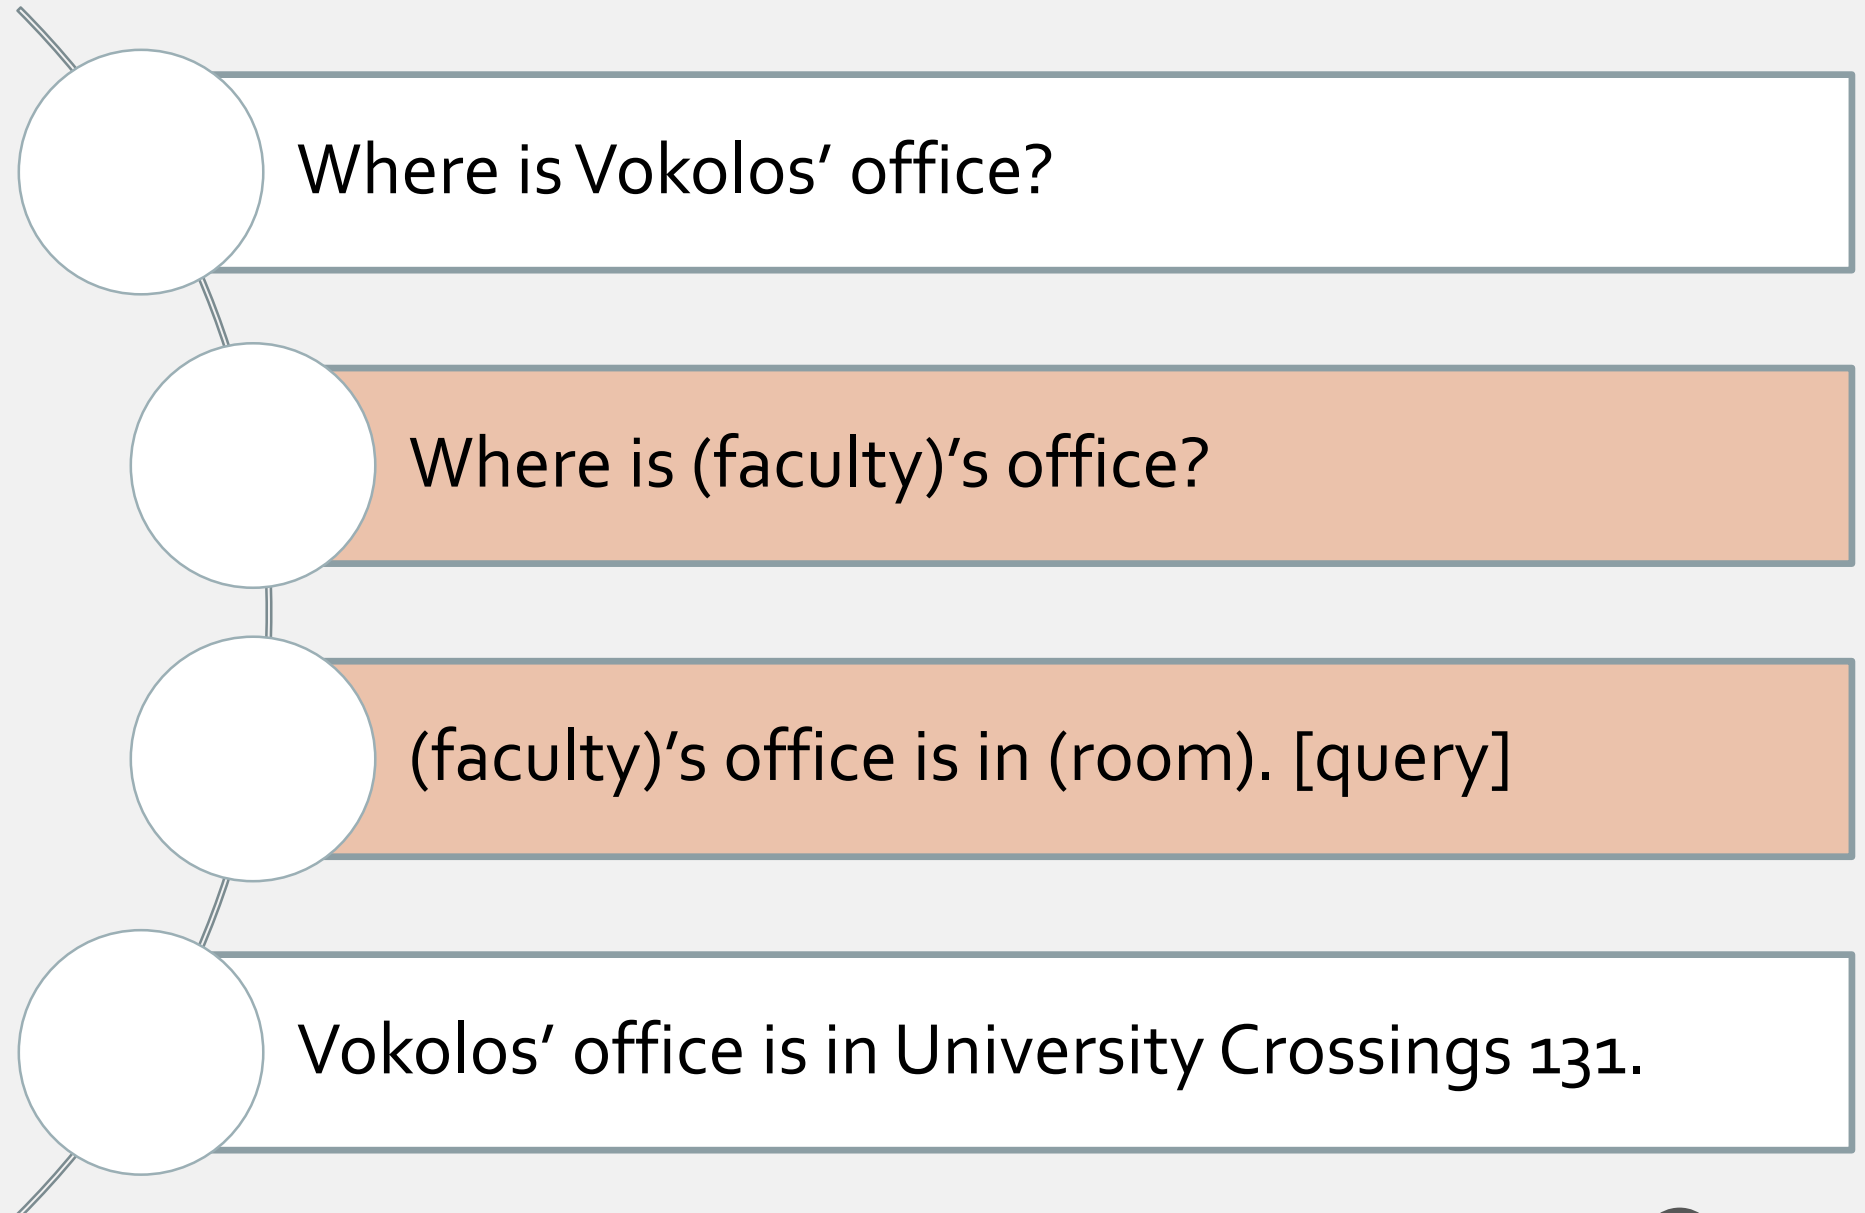 Where is Vokolos’ office?
Where is (faculty)’s office?
(faculty)’s office is in (room). [query]
Vokolos’ office is in University Crossings 131.